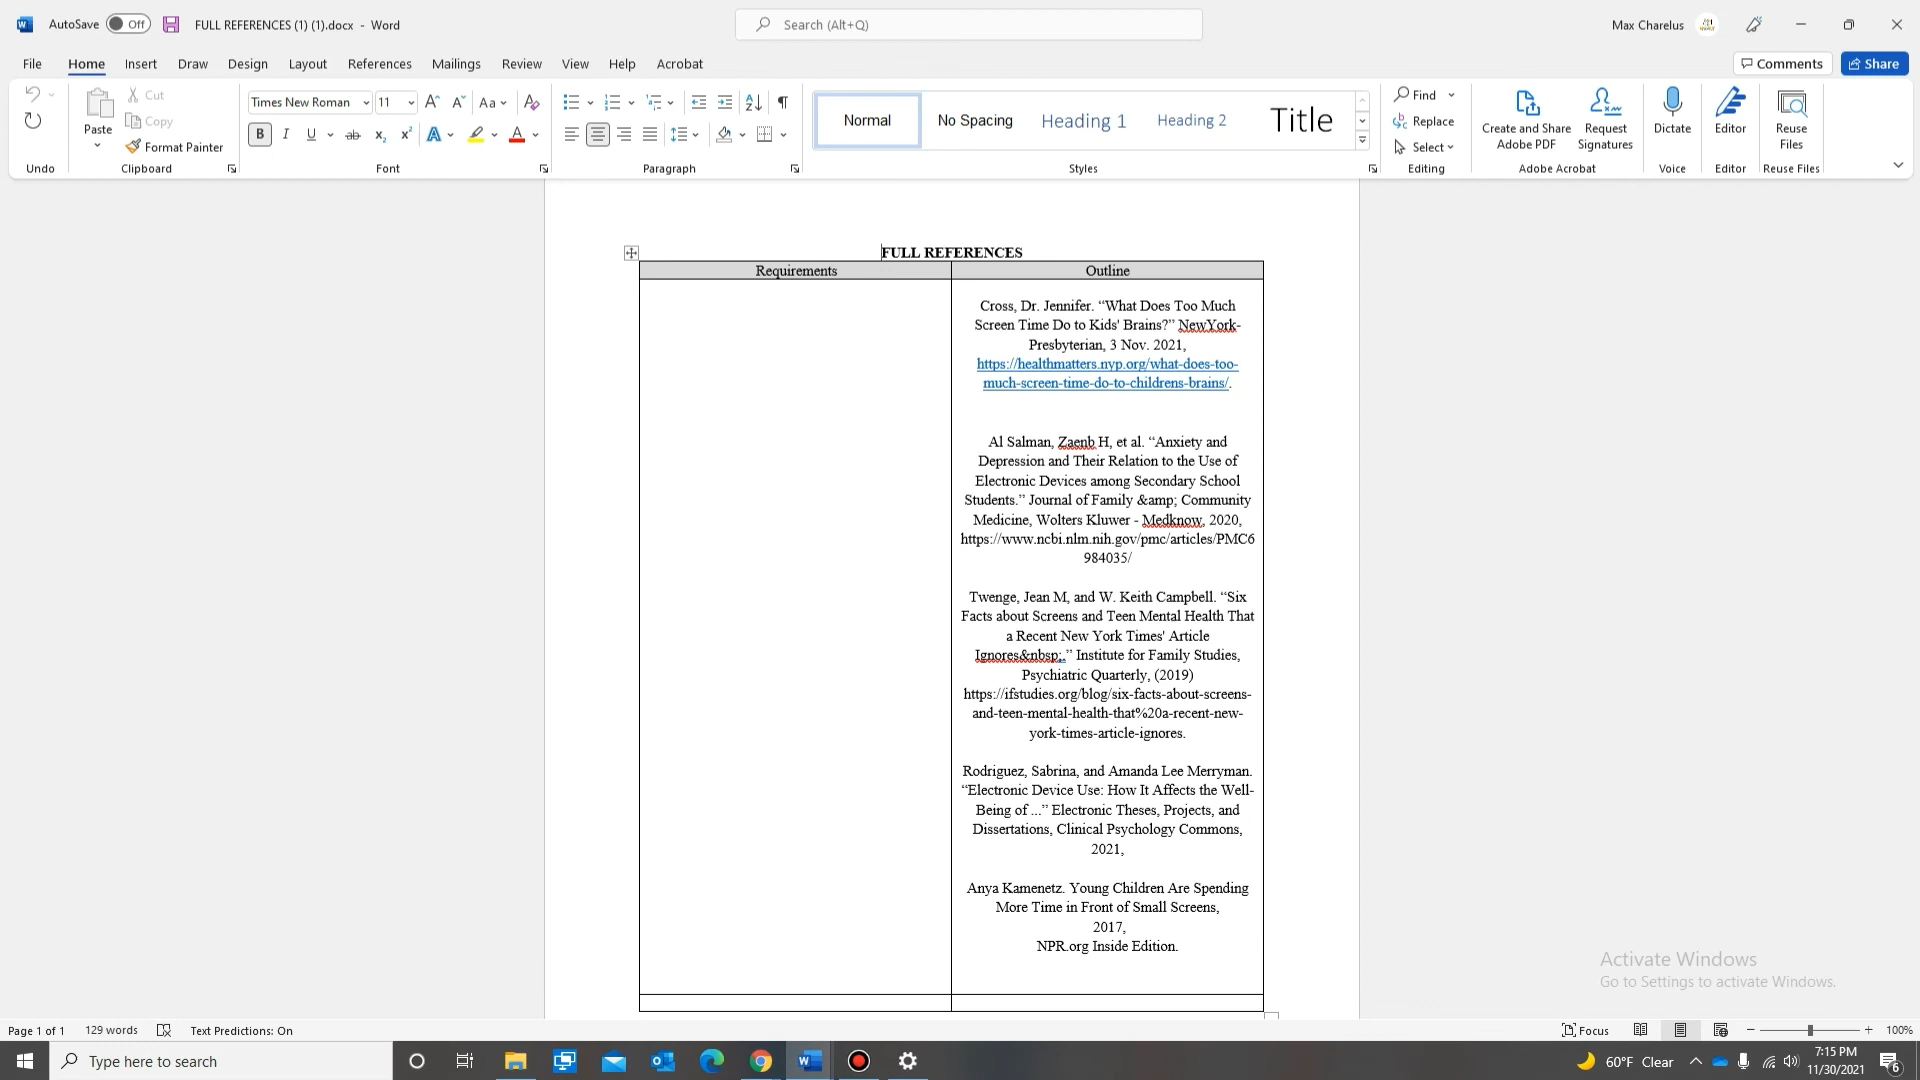 AutoSave Off FULL REFERENCES (1) (1).docx - Word Search (Alt+Q) Max Charelus
File Home Insert Draw Design Layout References Mailings Review View Help Acrobat Comments Share
Cut
Copy
Paste
Format Painter
Times New Roman 11
Normal No Spacing Heading 1 Heading 2 Title
Find
Replace
Select
Create and Share Adobe PDF
Request Signatures
Dictate
Editor
Reuse Files
Undo Clipboard Font Paragraph Styles Editing Adobe Acrobat Voice Editor Reuse Files
FULL REFERENCES
Requirements Outline
Cross, Dr. Jennifer. “What Does Too Much
Screen Time Do to Kids' Brains?” NewYork-
Presbyterian, 3 Nov. 2021,
https://healthmatters.nyp.org/what-does-too-
much-screen-time-do-to-childrens-brains/.
Al Salman, Zaenb H, et al. “Anxiety and
Depression and Their Relation to the Use of
Electronic Devices among Secondary School
Students.” Journal of Family &amp; Community
Medicine, Wolters Kluwer - Medknow, 2020,
https://www.ncbi.nlm.nih.gov/pmc/articles/PMC6
984035/
Twenge, Jean M, and W. Keith Campbell. “Six
Facts about Screens and Teen Mental Health That
a Recent New York Times' Article
Ignores&nbsp;.” Institute for Family Studies,
Psychiatric Quarterly, (2019)
https://ifstudies.org/blog/six-facts-about-screens-
and-teen-mental-health-that%20a-recent-new-
york-times-article-ignores.
Rodriguez, Sabrina, and Amanda Lee Merryman.
“Electronic Device Use: How It Affects the Well-
Being of ...” Electronic Theses, Projects, and
Dissertations, Clinical Psychology Commons,
2021,
Anya Kamenetz. Young Children Are Spending
More Time in Front of Small Screens,
2017,
NPR.org Inside Edition.
Activate Windows
Go to Settings to activate Windows.
Page 1 of 1 129 words Text Predictions: On Focus 100%
Type here to search 60°F Clear 7:15 PM
11/30/2021 6